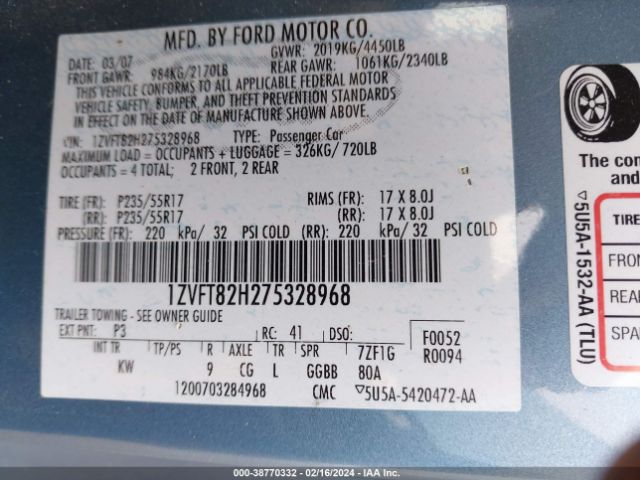 MFD. BY FORD MOTOR CO.
DATE: 03/07 GVWR: 2019KG/4450LB
FRONT GAWR: 984KG/2170LB REAR GAWR: 1061KG/2340LB
THIS VEHICLE CONFORMS TO ALL APPLICABLE FEDERAL MOTOR
VEHICLE SAFETY, BUMPER, AND THEFT PREVENTION STANDARDS
IN EFFECT ON THE DATE OF MANUFACTURE SHOWN ABOVE.
VIN: 1ZVFT82H275328968 TYPE: Passenger Car
MAXIMUM LOAD = OCCUPANTS + LUGGAGE = 326KG/ 720LB
OCCUPANTS = 4 TOTAL; 2 FRONT, 2 REAR
TIRE (FR): P235/55R17 RIMS (FR): 17 X 8.0J
(RR): P235/55R17 (RR): 17 X 8.0J
PRESSURE (FR): 220 kPa/ 32 PSI COLD (RR): 220 kPa/32 PSI COLD
1ZVFT82H275328968
TRAILER TOWING - SEE OWNER GUIDE
EXT PNT: P3 RC: 41 DSO: F0052
INT TR TP/PS R AXLE TR SPR 7ZF1G R0094
KW 9 CG L GGBB 80A
1200703284968 CMC ▽5U5A-5420472-AA
The com
and
▽5U5A-1532-AA (TLU)
TIRE
FRON
REA
SPA
000-38770332 - 02/16/2024 - IAA Inc. Copyright